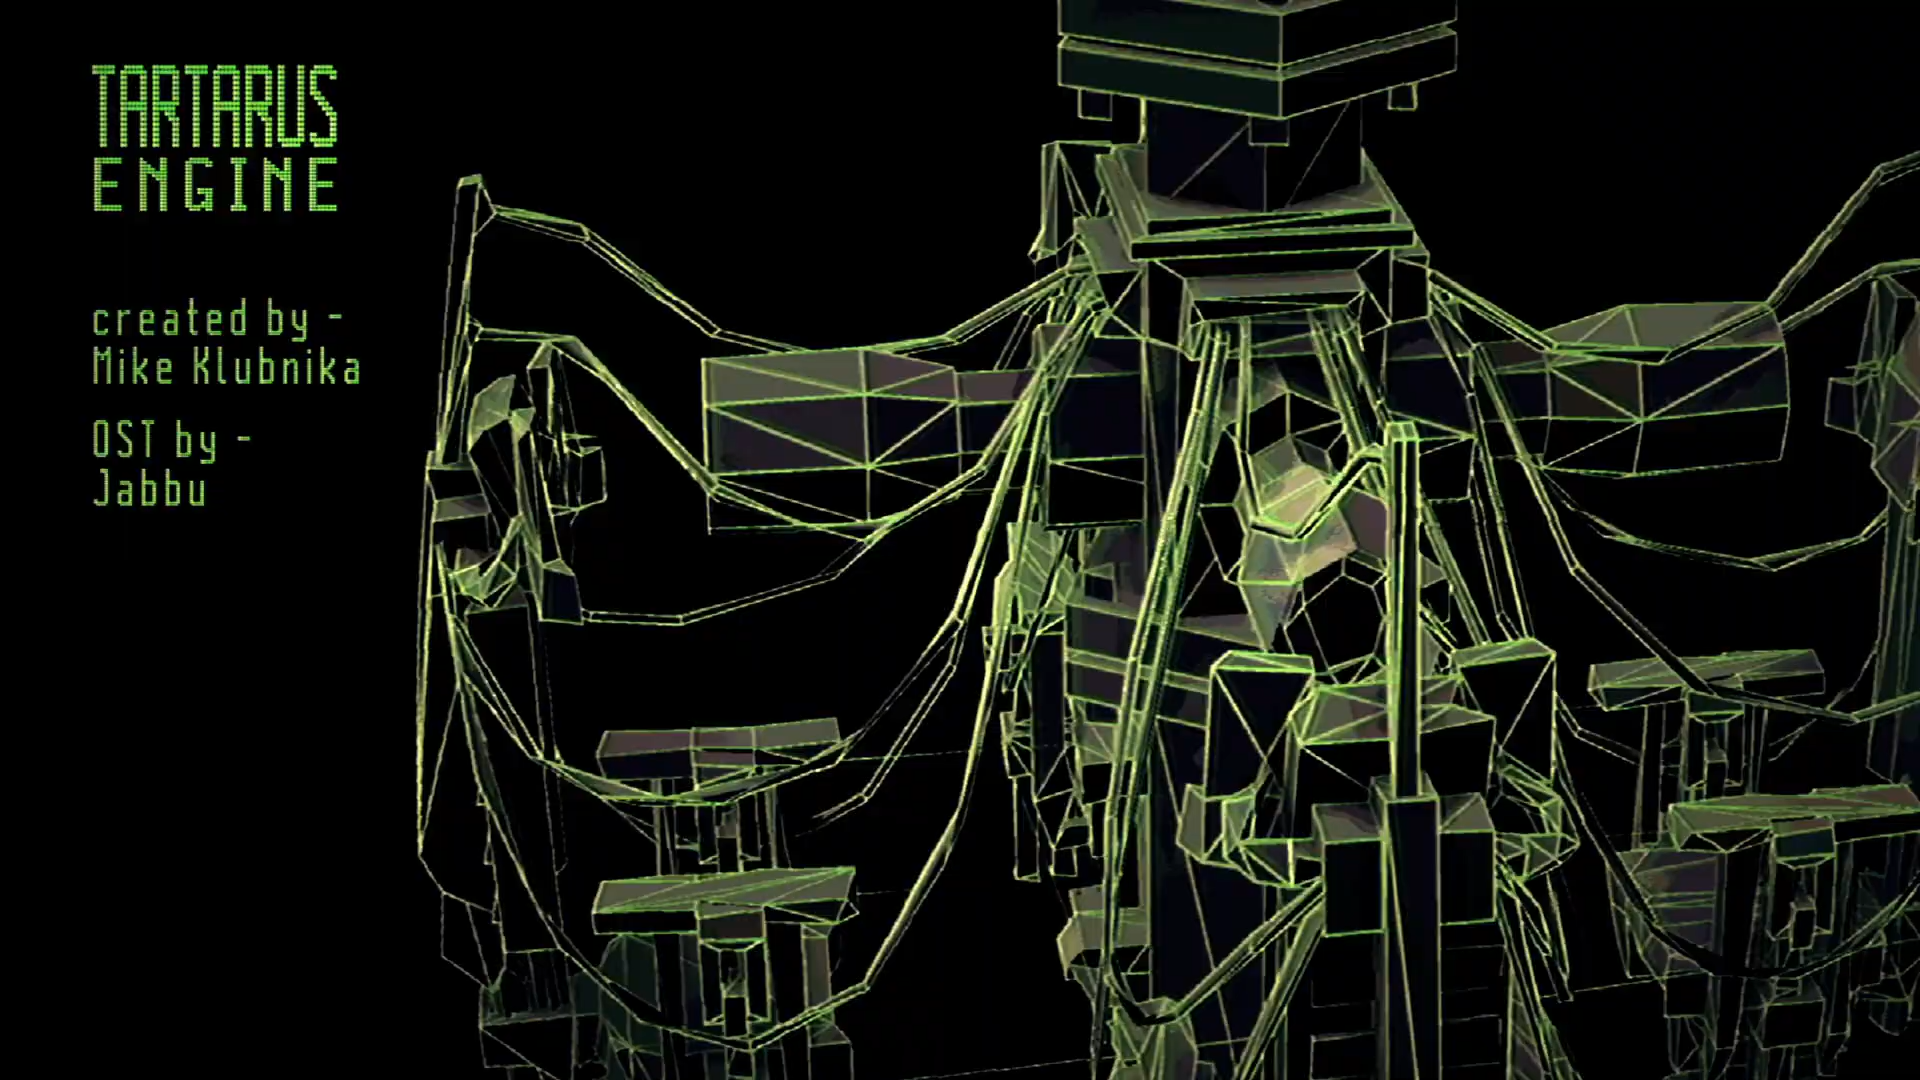 TARTARUS
ENGINE
created by -
Mike Klubnika
OST by -
Jabbu